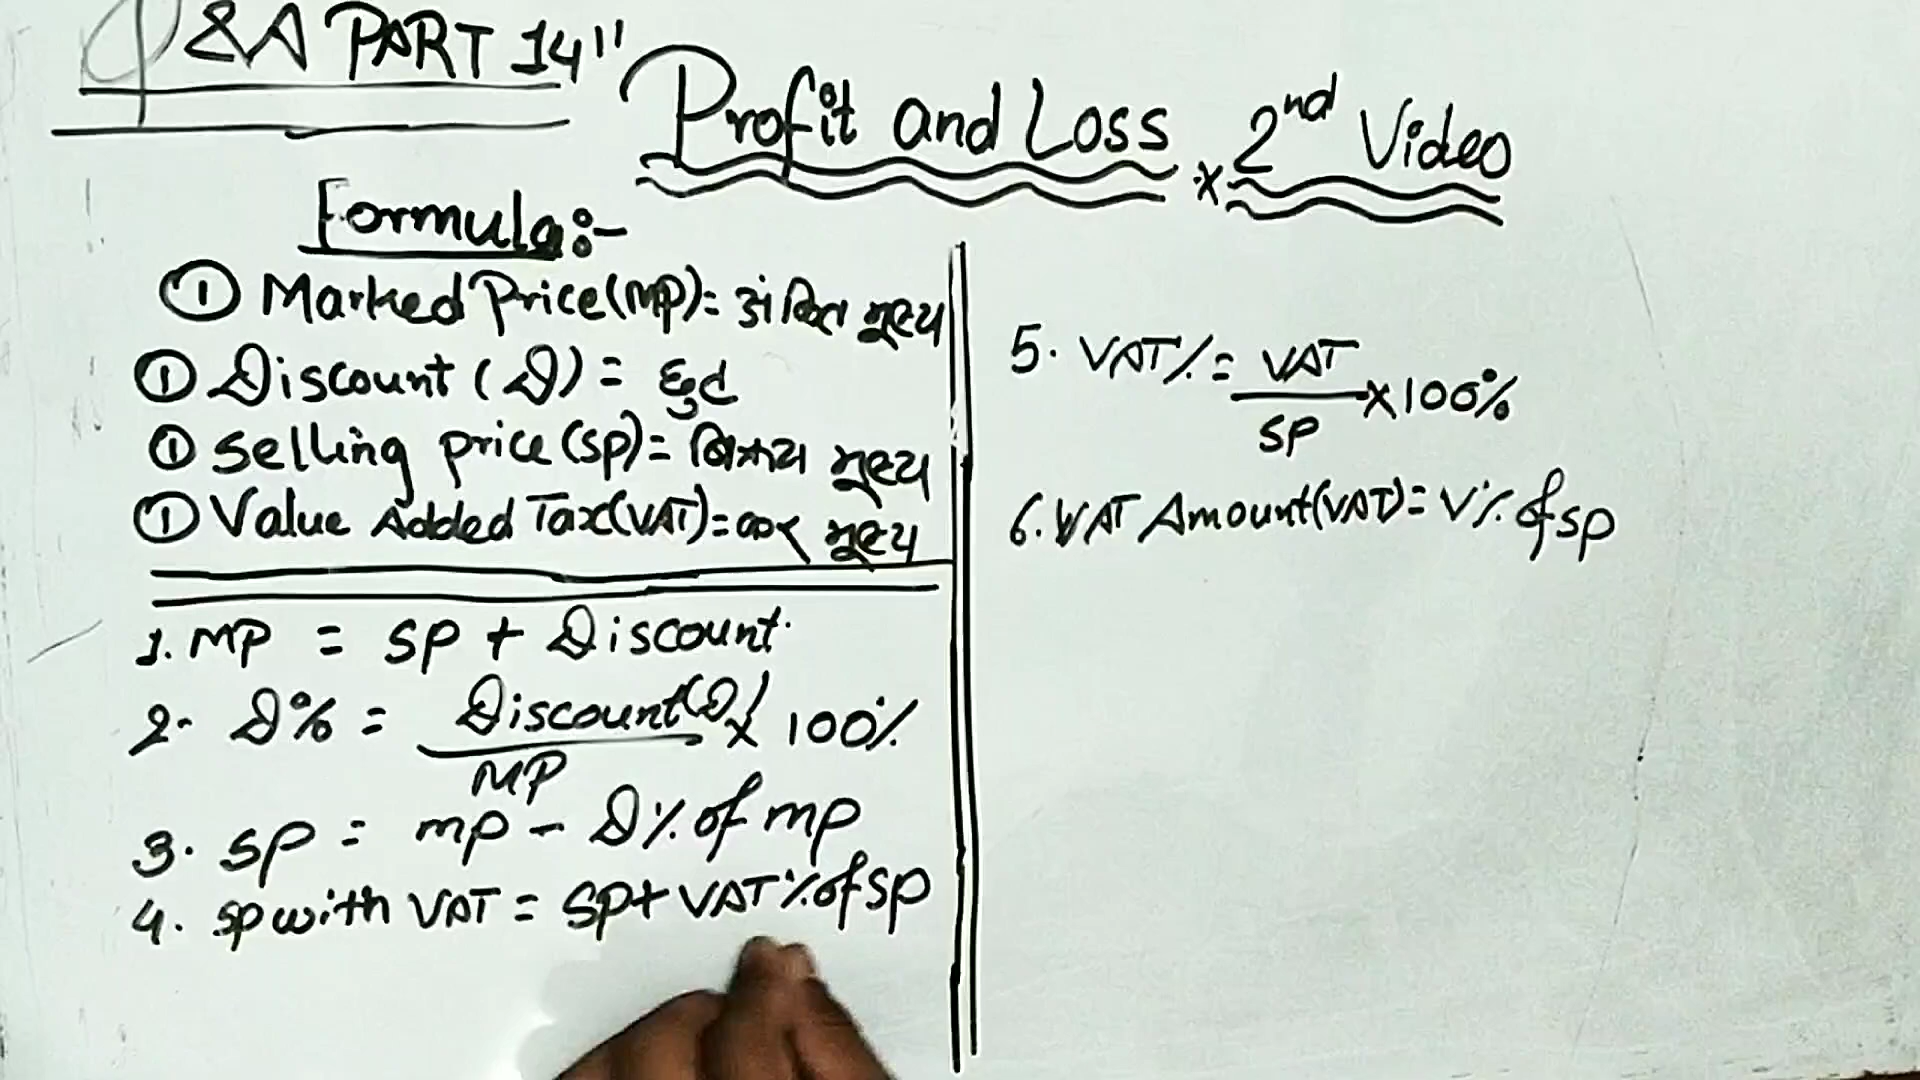 Q&A PART 14"
Profit and Loss × 2nd Video
Formula:-
① Marked Price(MP)= अंकित मूल्य
① Discount (D) = छुट
① Selling price(SP)= बिक्रय मूल्य
① Value Added Tax(VAT)=कर मूल्य
1. MP = SP + Discount.
2. D% = Discount(D)/MP × 100%
3. SP = mp - D% of mp
4. SP with VAT = SP+ VAT% of SP
5. VAT% = VAT/SP × 100%
6. VAT Amount(VAT)= V% of SP